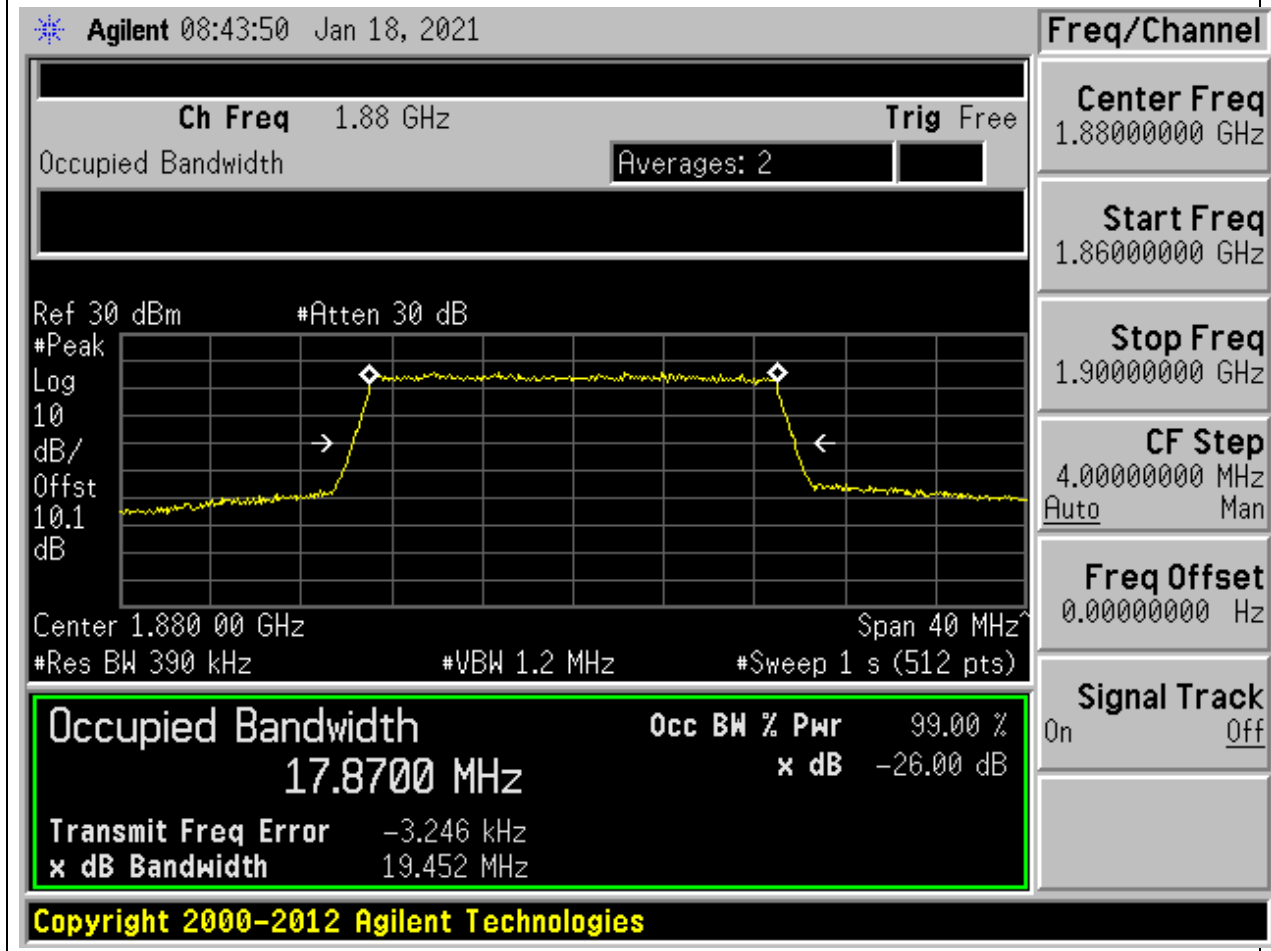 Agilent 08:43:50 Jan 18, 2021
Ch Freq 1.88 GHz Trig Free
Occupied Bandwidth Averages: 2
Ref 30 dBm #Atten 30 dB
#Peak
Log
10
dB/
Offst
10.1
dB
Center 1.880 00 GHz Span 40 MHz^
#Res BW 390 kHz #VBW 1.2 MHz #Sweep 1 s (512 pts)
Occupied Bandwidth
17.8700 MHz
Occ BW % Pwr 99.00 %
x dB -26.00 dB
Transmit Freq Error -3.246 kHz
x dB Bandwidth 19.452 MHz
Copyright 2000-2012 Agilent Technologies
Freq/Channel
Center Freq
1.88000000 GHz
Start Freq
1.86000000 GHz
Stop Freq
1.90000000 GHz
CF Step
4.00000000 MHz
Auto Man
Freq Offset
0.00000000 Hz
Signal Track
On Off